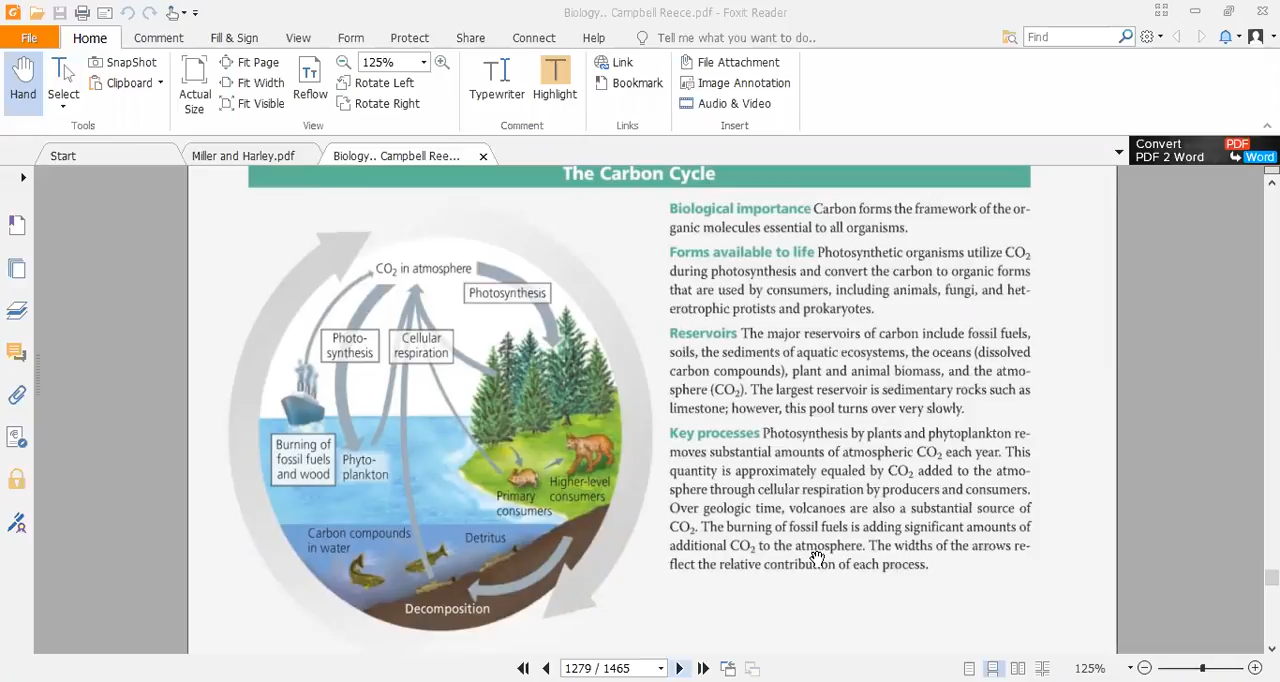 Biology.. Campbell Reece.pdf - Foxit Reader
File Home Comment Fill & Sign View Form Protect Share Connect Help Tell me what you want to do.. Find
Hand
Select
SnapShot
Clipboard
Tools
Actual Size
Fit Page
Fit Width
Fit Visible
Reflow
125%
Rotate Left
Rotate Right
View
Typewriter
Highlight
Comment
Link
Bookmark
Links
File Attachment
Image Annotation
Audio & Video
Insert
Start Miller and Harley.pdf Biology.. Campbell Ree...
Convert PDF
PDF 2 Word Word
The Carbon Cycle
CO2 in atmosphere
Photosynthesis
Photo-
synthesis
Cellular
respiration
Burning of
fossil fuels
and wood
Phyto-
plankton
Primary
consumers
Higher-level
consumers
Carbon compounds
in water
Detritus
Decomposition
Biological importance Carbon forms the framework of the or-
ganic molecules essential to all organisms.
Forms available to life Photosynthetic organisms utilize CO2
during photosynthesis and convert the carbon to organic forms
that are used by consumers, including animals, fungi, and het-
erotrophic protists and prokaryotes.
Reservoirs The major reservoirs of carbon include fossil fuels,
soils, the sediments of aquatic ecosystems, the oceans (dissolved
carbon compounds), plant and animal biomass, and the atmo-
sphere (CO2). The largest reservoir is sedimentary rocks such as
limestone; however, this pool turns over very slowly.
Key processes Photosynthesis by plants and phytoplankton re-
moves substantial amounts of atmospheric CO2 each year. This
quantity is approximately equaled by CO2 added to the atmo-
sphere through cellular respiration by producers and consumers.
Over geologic time, volcanoes are also a substantial source of
CO2. The burning of fossil fuels is adding significant amounts of
additional CO2 to the atmosphere. The widths of the arrows re-
flect the relative contribution of each process.
1279 / 1465
125%